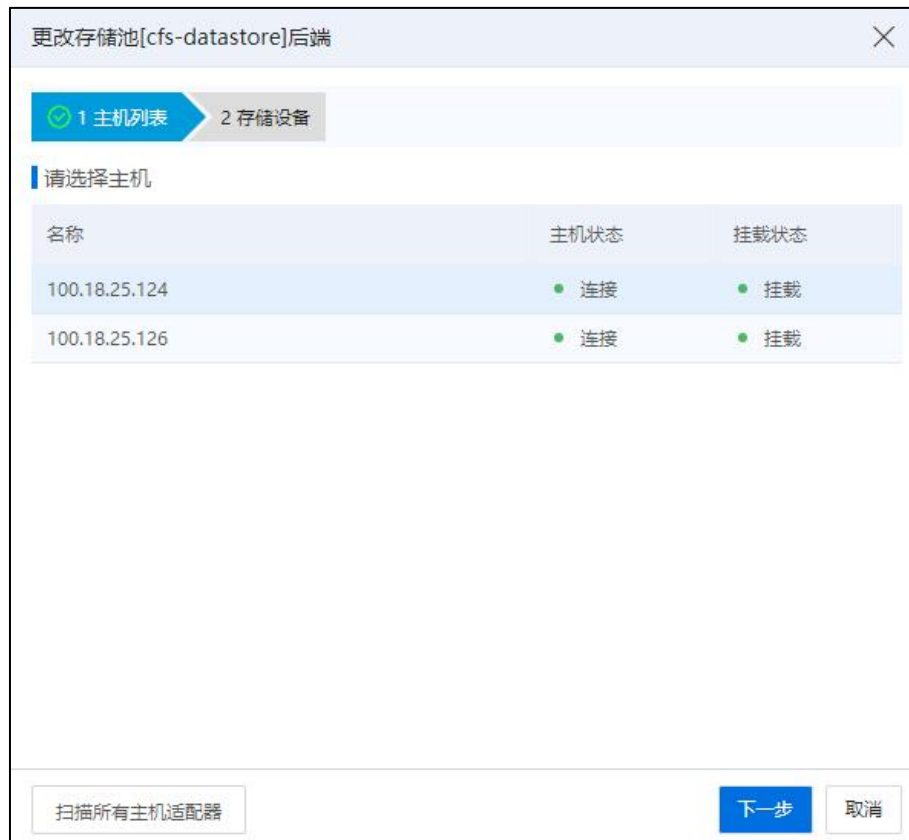 更改存储池[cfs-datastore]后端
1 主机列表 2 存储设备
请选择主机
名称 主机状态 挂载状态
100.18.25.124 连接 挂载
100.18.25.126 连接 挂载
扫描所有主机适配器 下一步 取消